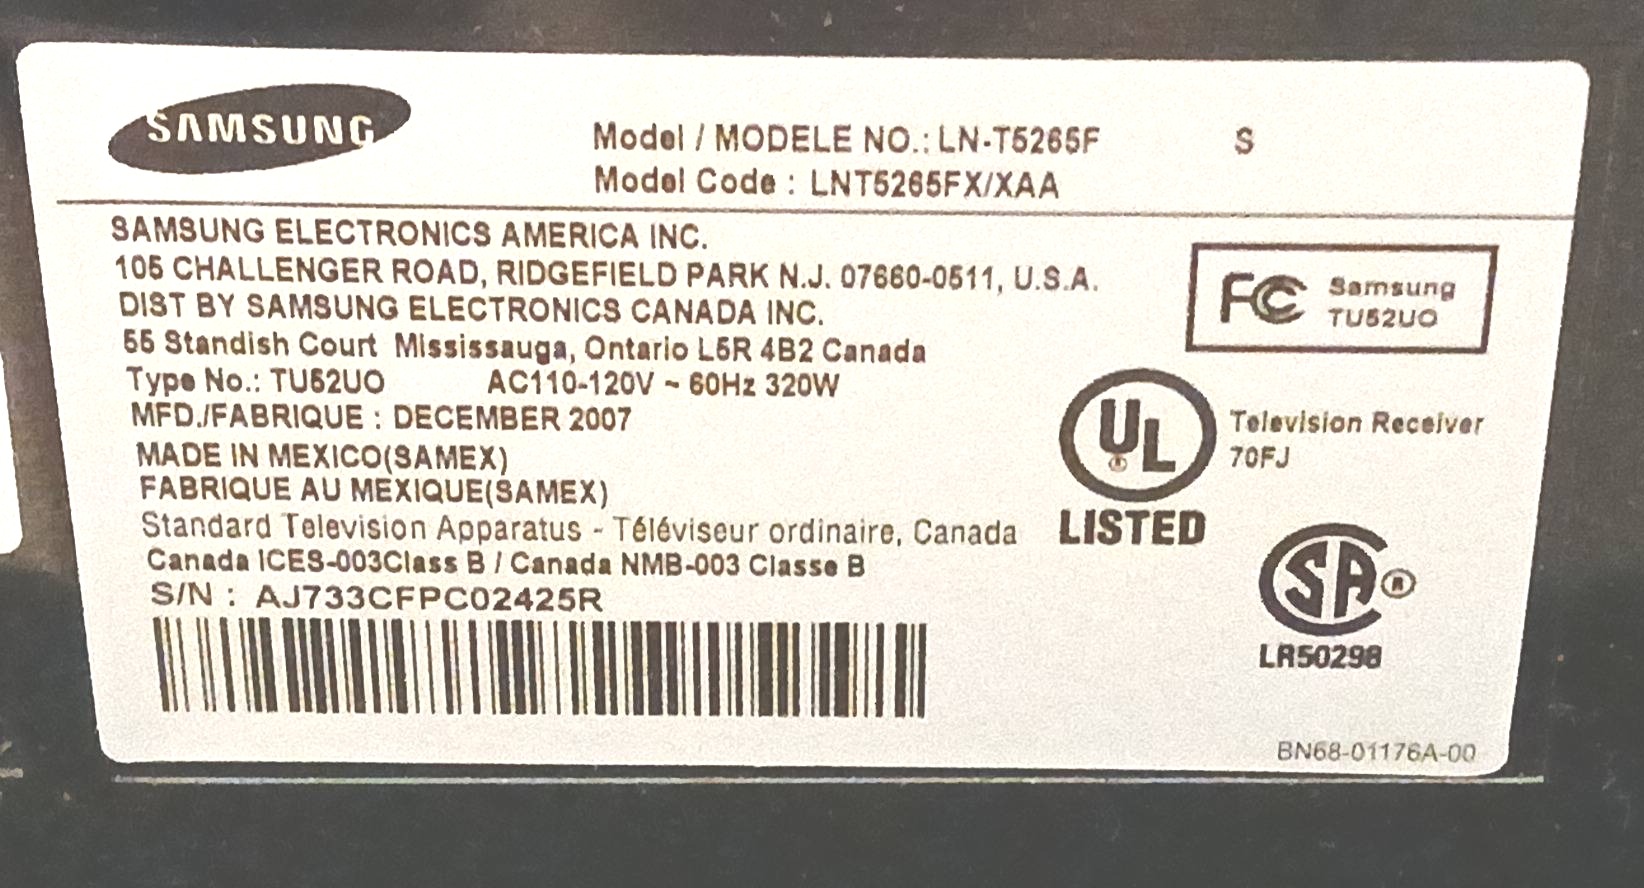 SAMSUNG
Model / MODELE NO.: LN-T5265F S
Model Code : LNT5265FX/XAA
SAMSUNG ELECTRONICS AMERICA INC.
105 CHALLENGER ROAD, RIDGEFIELD PARK N.J. 07660-0511, U.S.A.
DIST BY SAMSUNG ELECTRONICS CANADA INC.
55 Standish Court Mississauga, Ontario L5R 4B2 Canada
Type No.: TU52UO AC110-120V ~ 60Hz 320W
MFD./FABRIQUE : DECEMBER 2007
MADE IN MEXICO(SAMEX)
FABRIQUE AU MEXIQUE(SAMEX)
Standard Television Apparatus - Téléviseur ordinaire, Canada
Canada ICES-003Class B / Canada NMB-003 Classe B
S/N : AJ733CFPC02425R
FC Samsung
TU52UO
UL ® Television Receiver
70FJ
LISTED
SA ®
LR50298
BN68-01176A-00